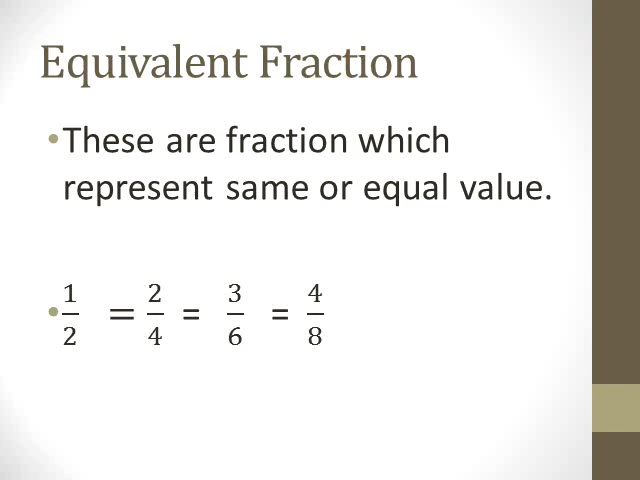 Equivalent Fraction
•These are fraction which
represent same or equal value.
•1/2 = 2/4 = 3/6 = 4/8